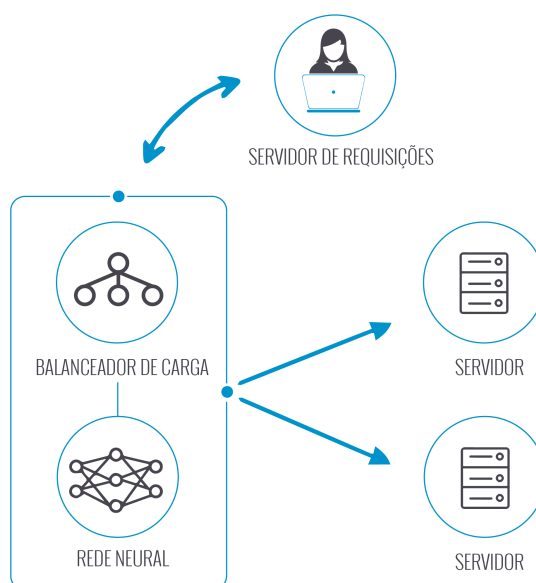 SERVIDOR DE REQUISIÇÕES
BALANCEADOR DE CARGA
SERVIDOR
REDE NEURAL
SERVIDOR